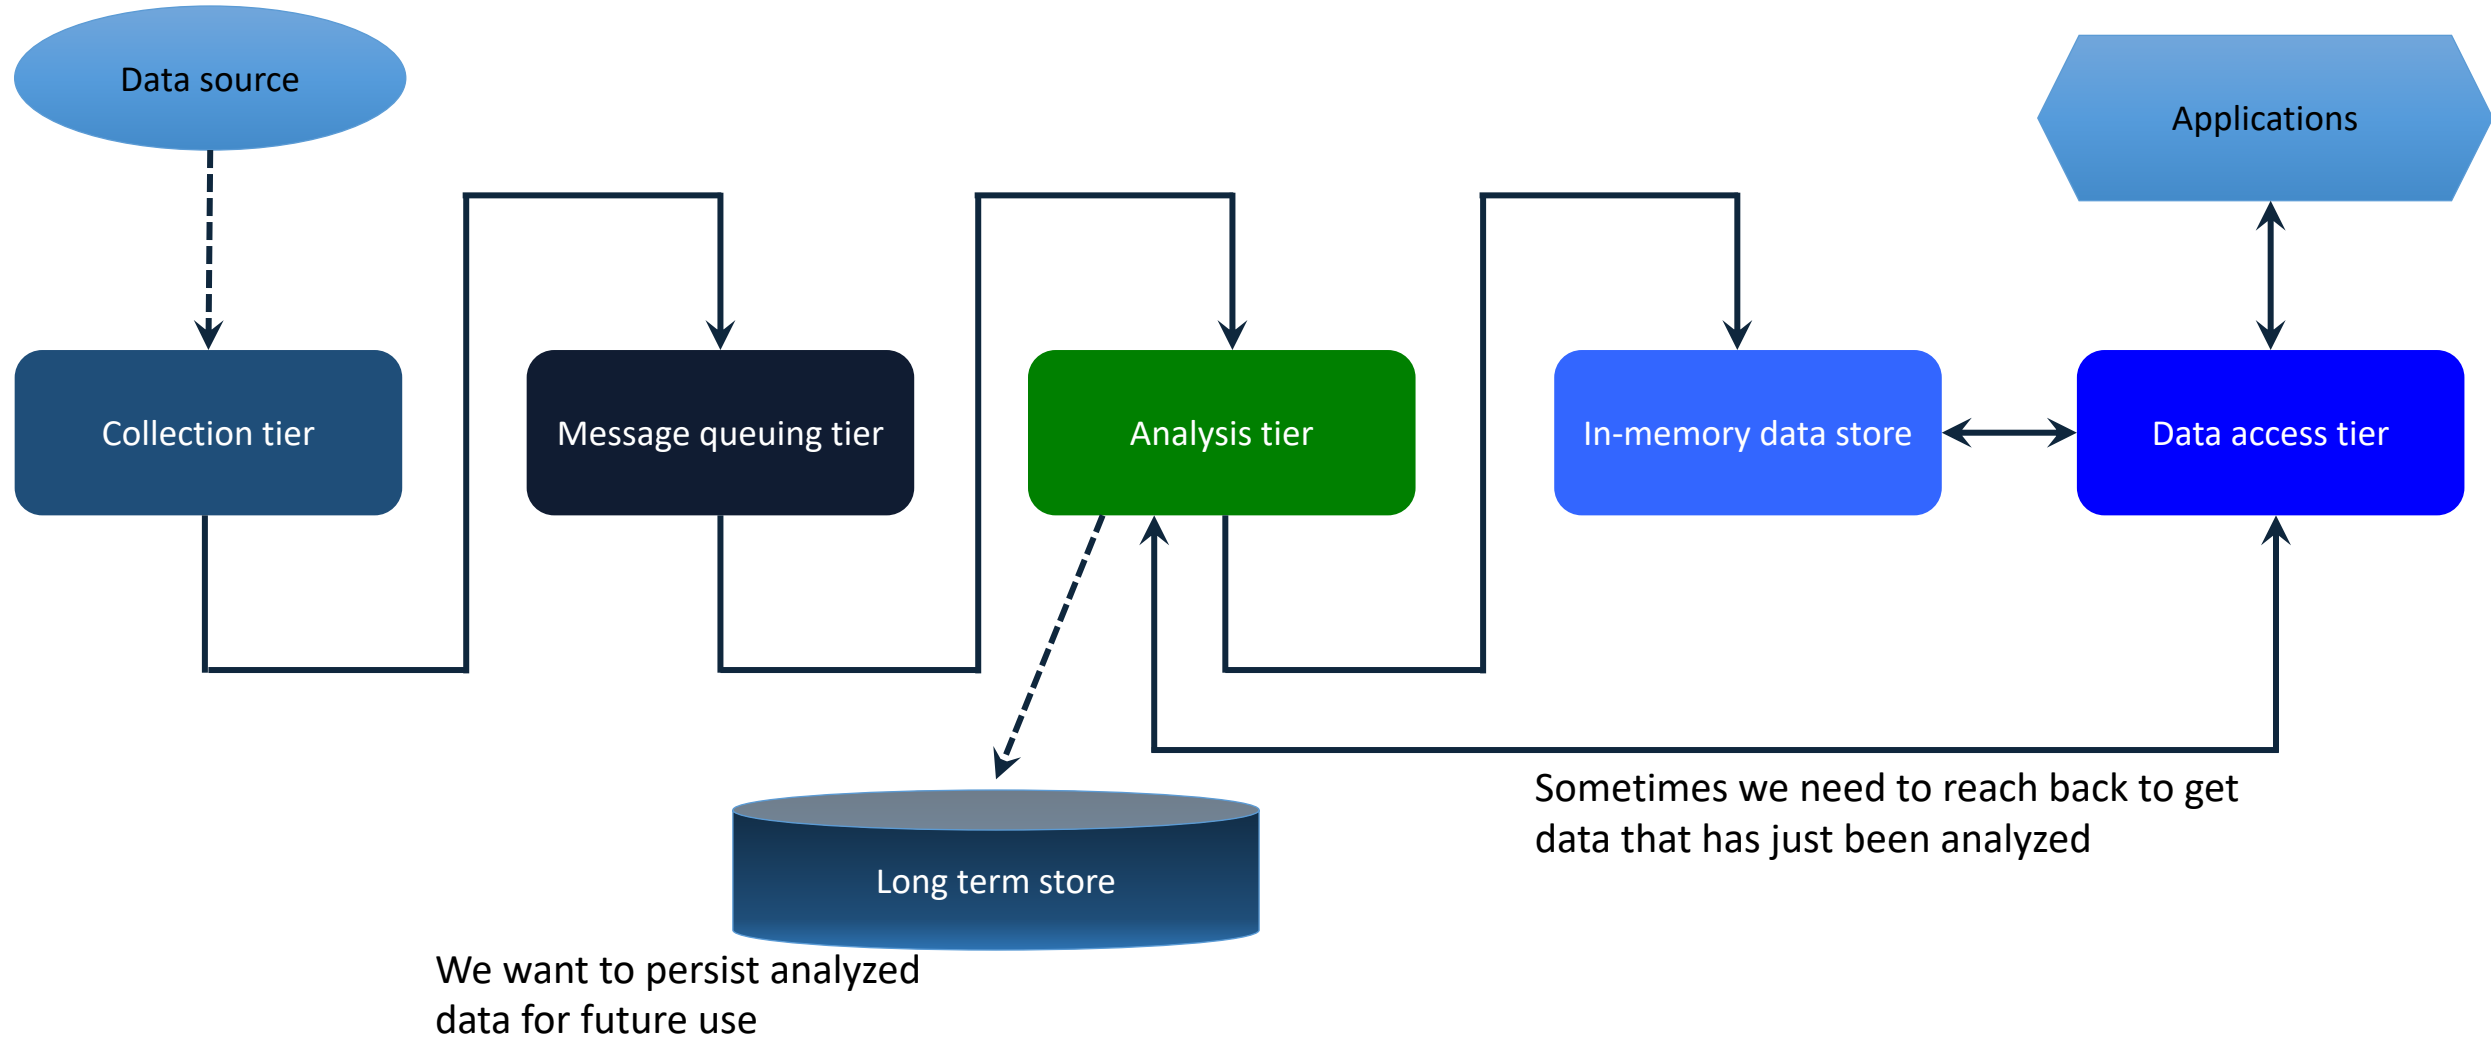 Data source
Applications
Collection tier
Message queuing tier
Analysis tier
In-memory data store
Data access tier
Sometimes we need to reach back to get
data that has just been analyzed
Long term store
We want to persist analyzed
data for future use